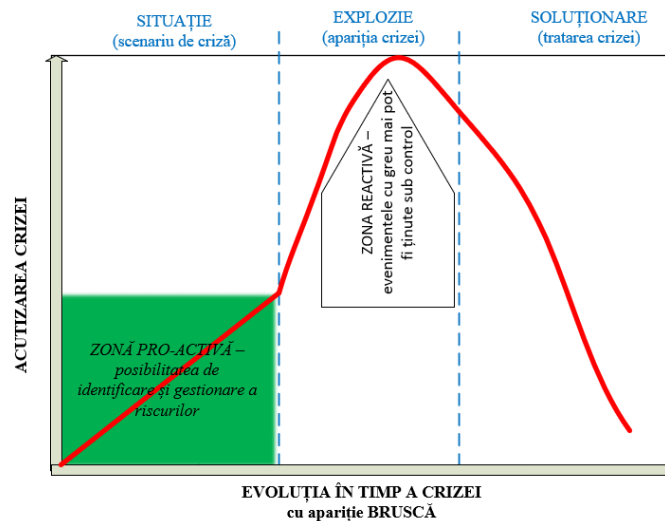 SITUAȚIE
(scenariu de criză)
EXPLOZIE
(apariția crizei)
SOLUȚIONARE
(tratarea crizei)
ACUTIZAREA CRIZEI
ZONA REACTIVĂ –
evenimentele cu greu mai pot
fi ținute sub control
ZONĂ PRO-ACTIVĂ –
posibilitatea de
identificare și gestionare a
riscurilor
EVOLUȚIA ÎN TIMP A CRIZEI
cu apariție BRUSCĂ